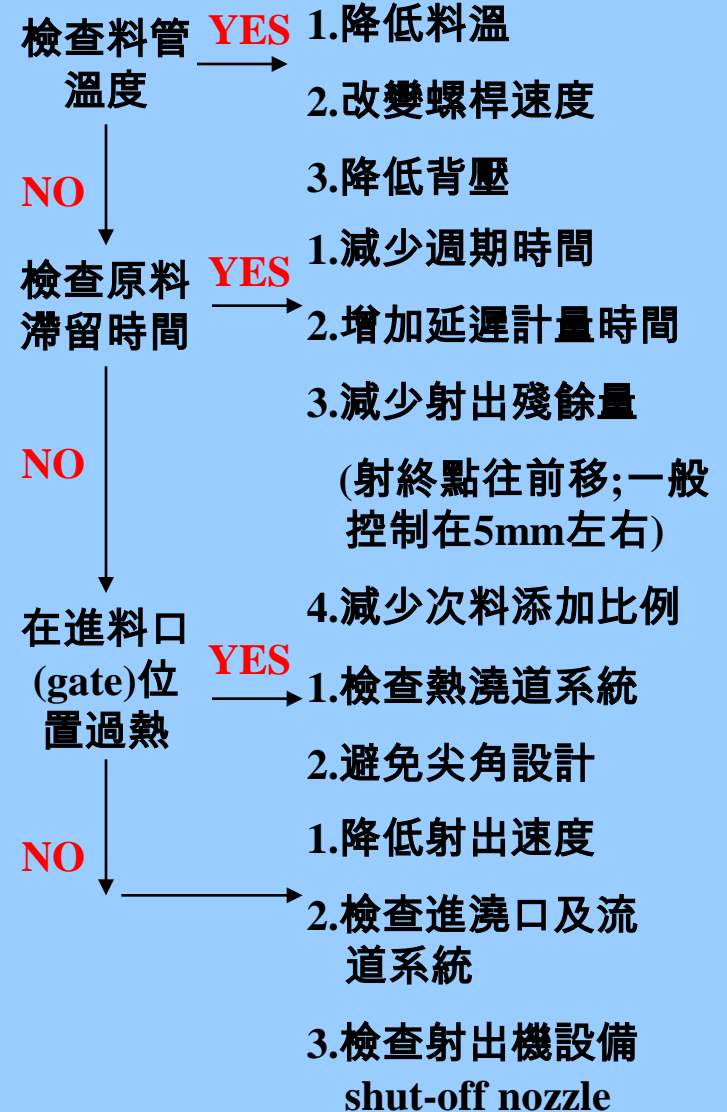 檢查料管
溫度
YES
1.降低料溫
2.改變螺桿速度
3.降低背壓
NO
檢查原料
滯留時間
YES
1.減少週期時間
2.增加延遲計量時間
3.減少射出殘餘量
(射終點往前移;一般
控制在5mm左右)
4.減少次料添加比例
NO
在進料口
(gate)位
置過熱
YES
1.檢查熱澆道系統
2.避免尖角設計
NO
1.降低射出速度
2.檢查進澆口及流
道系統
3.檢查射出機設備
shut-off nozzle